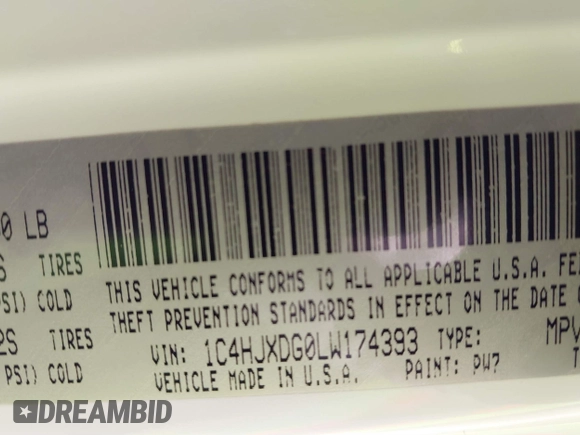 0 LB
S TIRES
PSI) COLD
2S TIRES
PSI) COLD
THIS VEHICLE CONFORMS TO ALL APPLICABLE U.S.A. FE
THEFT PREVENTION STANDARDS IN EFFECT ON THE DATE
VIN: 1C4HJXDG0LW174393 TYPE: MPV
VEHICLE MADE IN U.S.A. PAINT: PW7 T
DREAMBID